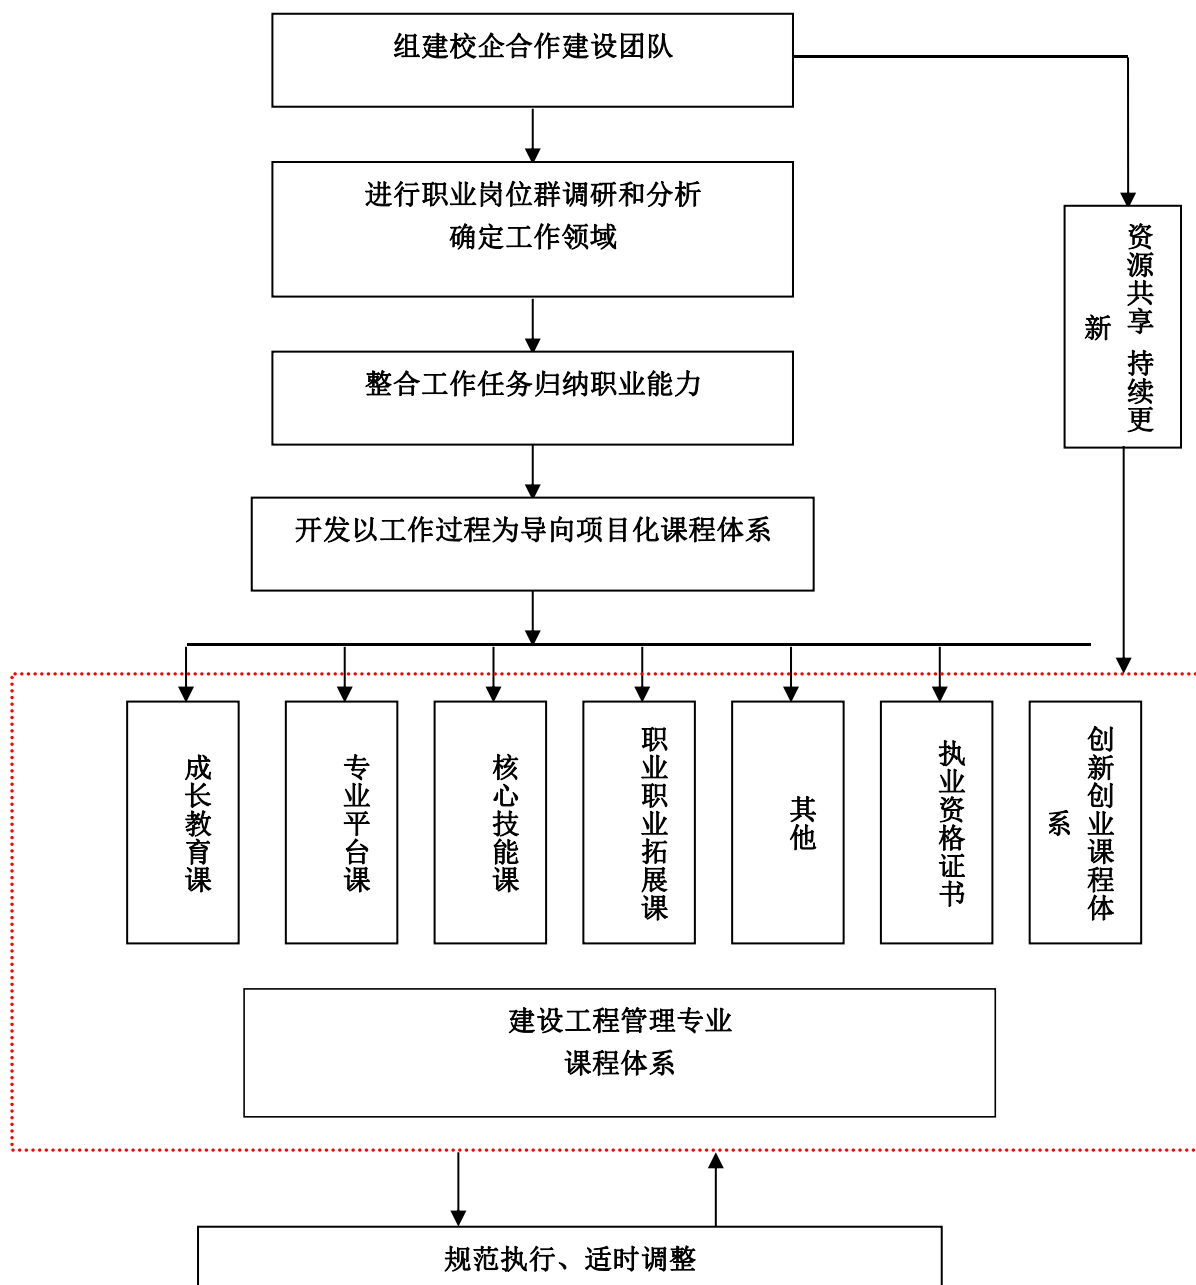 组建校企合作建设团队
进行职业岗位群调研和分析
确定工作领域
资源共享 持续更
新
整合工作任务归纳职业能力
开发以工作过程为导向项目化课程体系
成长教育课
专业平台课
核心技能课
职业职业拓展课
其他
执业资格证书
创新创业课程体
系
建设工程管理专业
课程体系
规范执行、适时调整